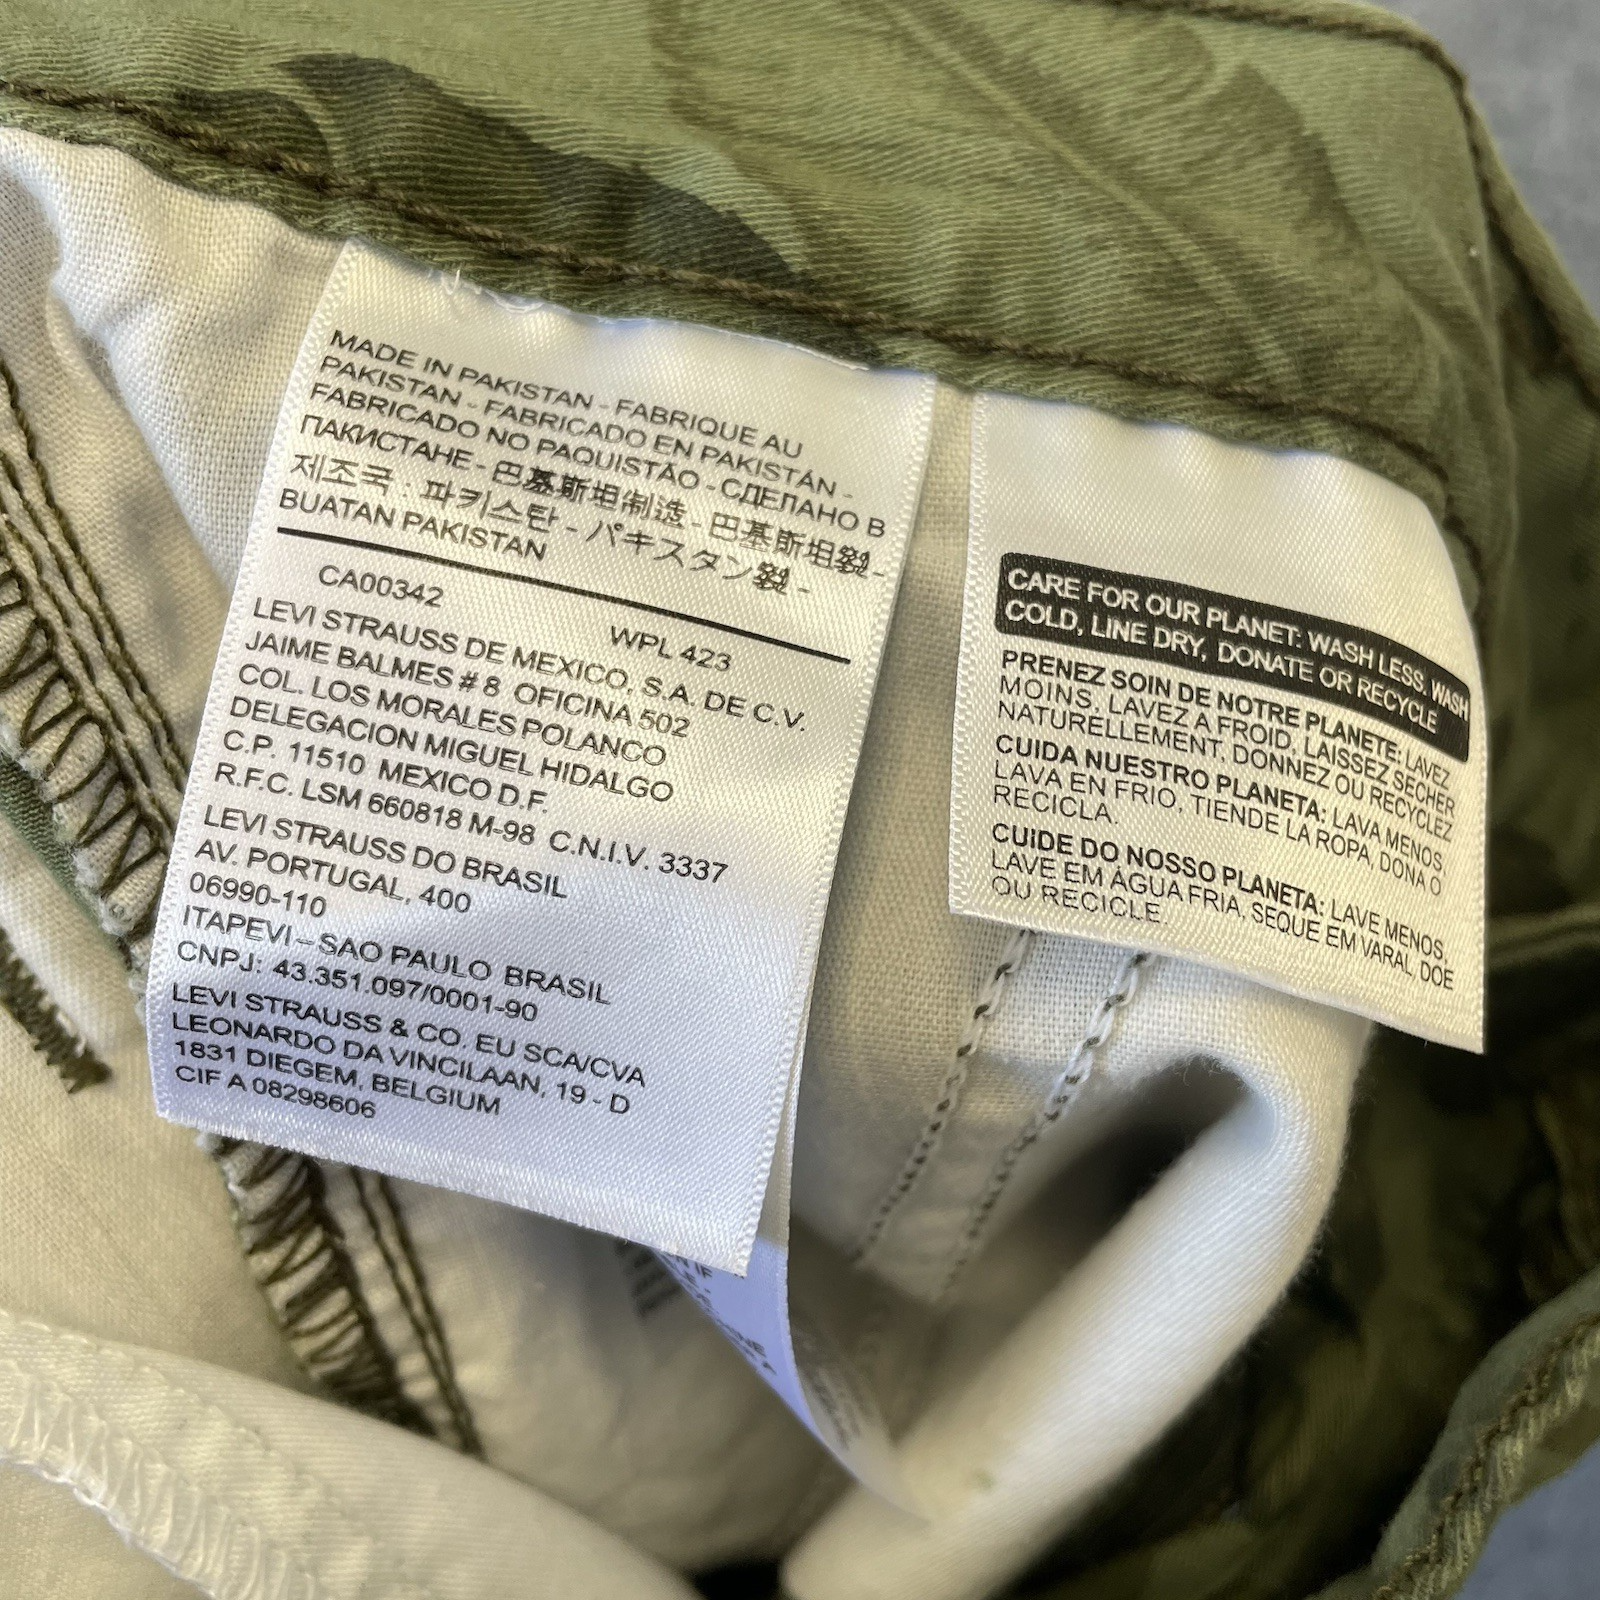 MADE IN PAKISTAN - FABRIQUE AU
PAKISTAN - FABRICADO EN PAKISTÁN -
FABRICADO NO PAQUISTÃO - СДЕЛАНО В
ПАКИСТАНЕ - 巴基斯坦制造 - 巴基斯坦製 -
제조국 : 파키스탄 - パキスタン製 -
BUATAN PAKISTAN
CA00342
WPL 423
LEVI STRAUSS DE MEXICO, S.A. DE C.V.
JAIME BALMES # 8 OFICINA 502
COL. LOS MORALES POLANCO
DELEGACION MIGUEL HIDALGO
C.P. 11510 MEXICO D.F.
R.F.C. LSM 660818 M-98 C.N.I.V. 3337
LEVI STRAUSS DO BRASIL
AV. PORTUGAL, 400
06990-110
ITAPEVI – SAO PAULO BRASIL
CNPJ: 43.351.097/0001-90
LEVI STRAUSS & CO. EU SCA/CVA
LEONARDO DA VINCILAAN, 19 - D
1831 DIEGEM, BELGIUM
CIF A 08298606
CARE FOR OUR PLANET: WASH LESS, WASH
COLD, LINE DRY, DONATE OR RECYCLE
PRENEZ SOIN DE NOTRE PLANETE: LAVEZ
MOINS, LAVEZ A FROID, LAISSEZ SECHER
NATURELLEMENT, DONNEZ OU RECYCLEZ
CUIDA NUESTRO PLANETA: LAVA MENOS,
LAVA EN FRIO, TIENDE LA ROPA, DONA O
RECICLA.
CUIDE DO NOSSO PLANETA: LAVE MENOS,
LAVE EM ÁGUA FRIA, SEQUE EM VARAL, DOE
OU RECICLE.